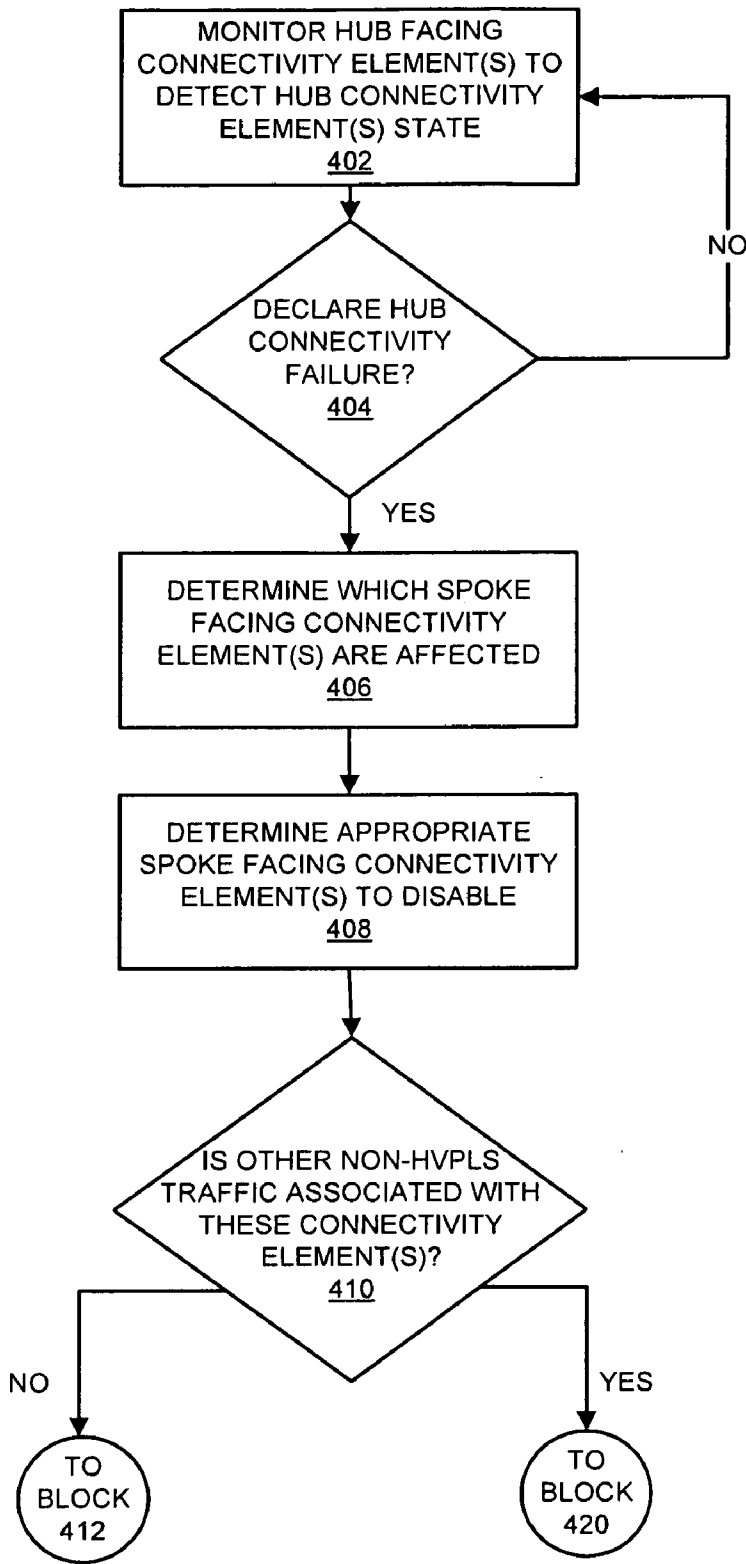 MONITOR HUB FACING
CONNECTIVITY ELEMENT(S) TO
DETECT HUB CONNECTIVITY
ELEMENT(S) STATE
402
NO
DECLARE HUB
CONNECTIVITY
FAILURE?
404
YES
DETERMINE WHICH SPOKE
FACING CONNECTIVITY
ELEMENT(S) ARE AFFECTED
406
DETERMINE APPROPRIATE
SPOKE FACING CONNECTIVITY
ELEMENT(S) TO DISABLE
408
IS OTHER NON-HVPLS
TRAFFIC ASSOCIATED WITH
THESE CONNECTIVITY
ELEMENT(S)?
410
NO
YES
TO
BLOCK
412
TO
BLOCK
420